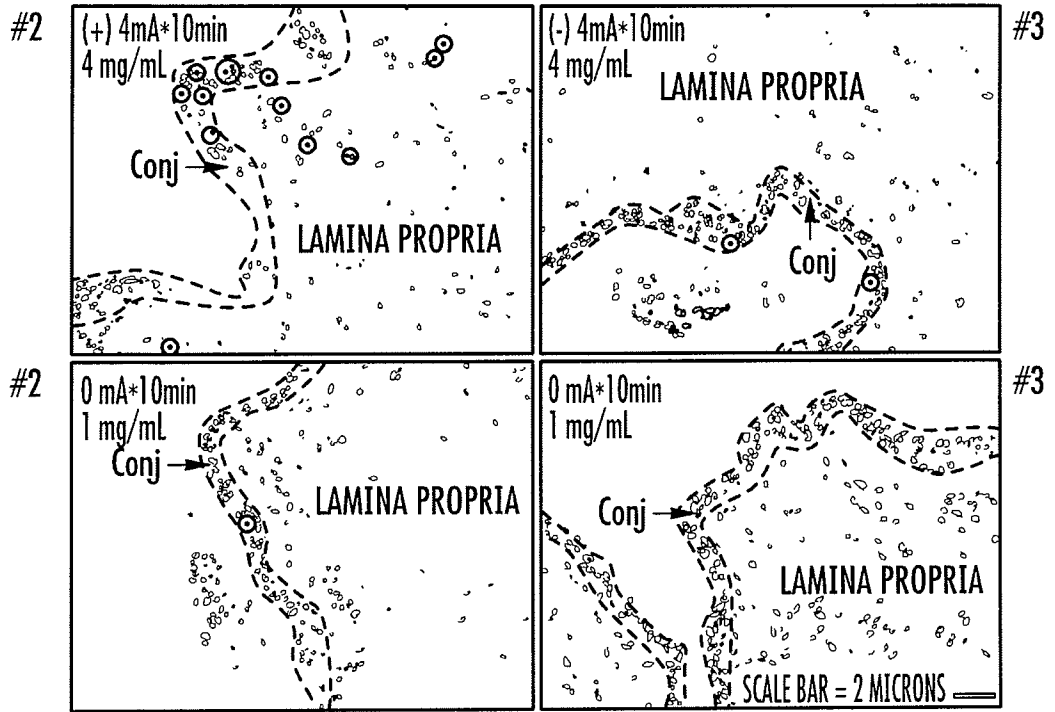 #2
(+) 4mA*10min
4 mg/mL
Conj
LAMINA PROPRIA
(-) 4mA*10min
4 mg/mL
LAMINA PROPRIA
Conj
#3
#2
0 mA*10min
1 mg/mL
Conj
LAMINA PROPRIA
0 mA*10min
1 mg/mL
Conj
LAMINA PROPRIA
SCALE BAR = 2 MICRONS
#3